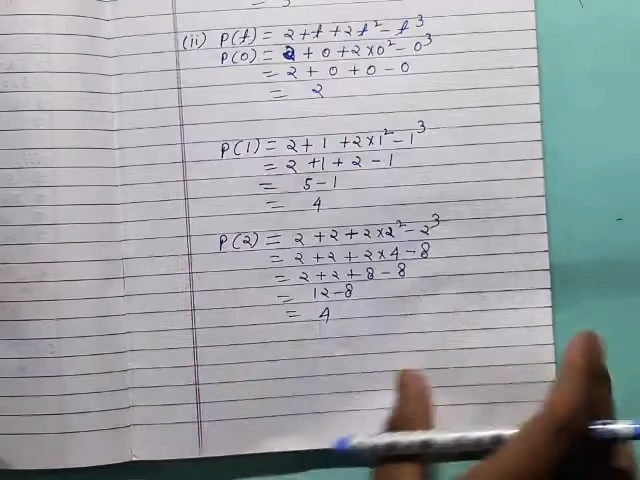 (ii) P(t) = 2+t+2t²-t³
P(0) = 2+0+2×0²-0³
= 2+0+0-0
= 2
P(1) = 2+1+2×1²-1³
= 2+1+2-1
= 5-1
= 4
P(2) = 2+2+2×2²-2³
= 2+2+2×4-8
= 2+2+8-8
= 12-8
= 4